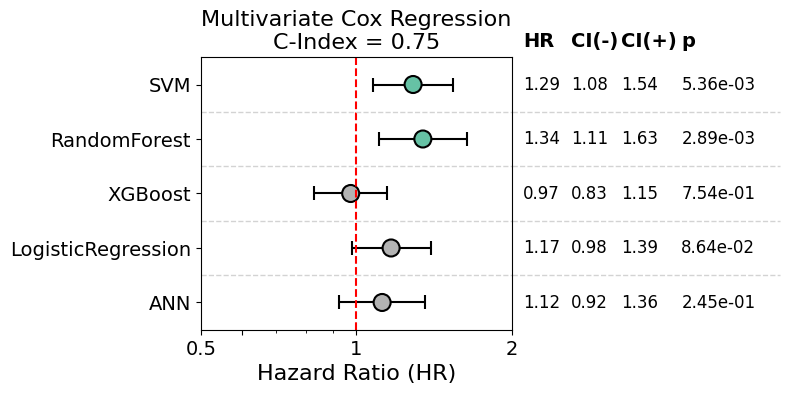 Multivariate Cox Regression
C-Index = 0.75
HR CI(-) CI(+) p
SVM 1.29 1.08 1.54 5.36e-03
RandomForest 1.34 1.11 1.63 2.89e-03
XGBoost 0.97 0.83 1.15 7.54e-01
LogisticRegression 1.17 0.98 1.39 8.64e-02
ANN 1.12 0.92 1.36 2.45e-01
0.5 1 2
Hazard Ratio (HR)